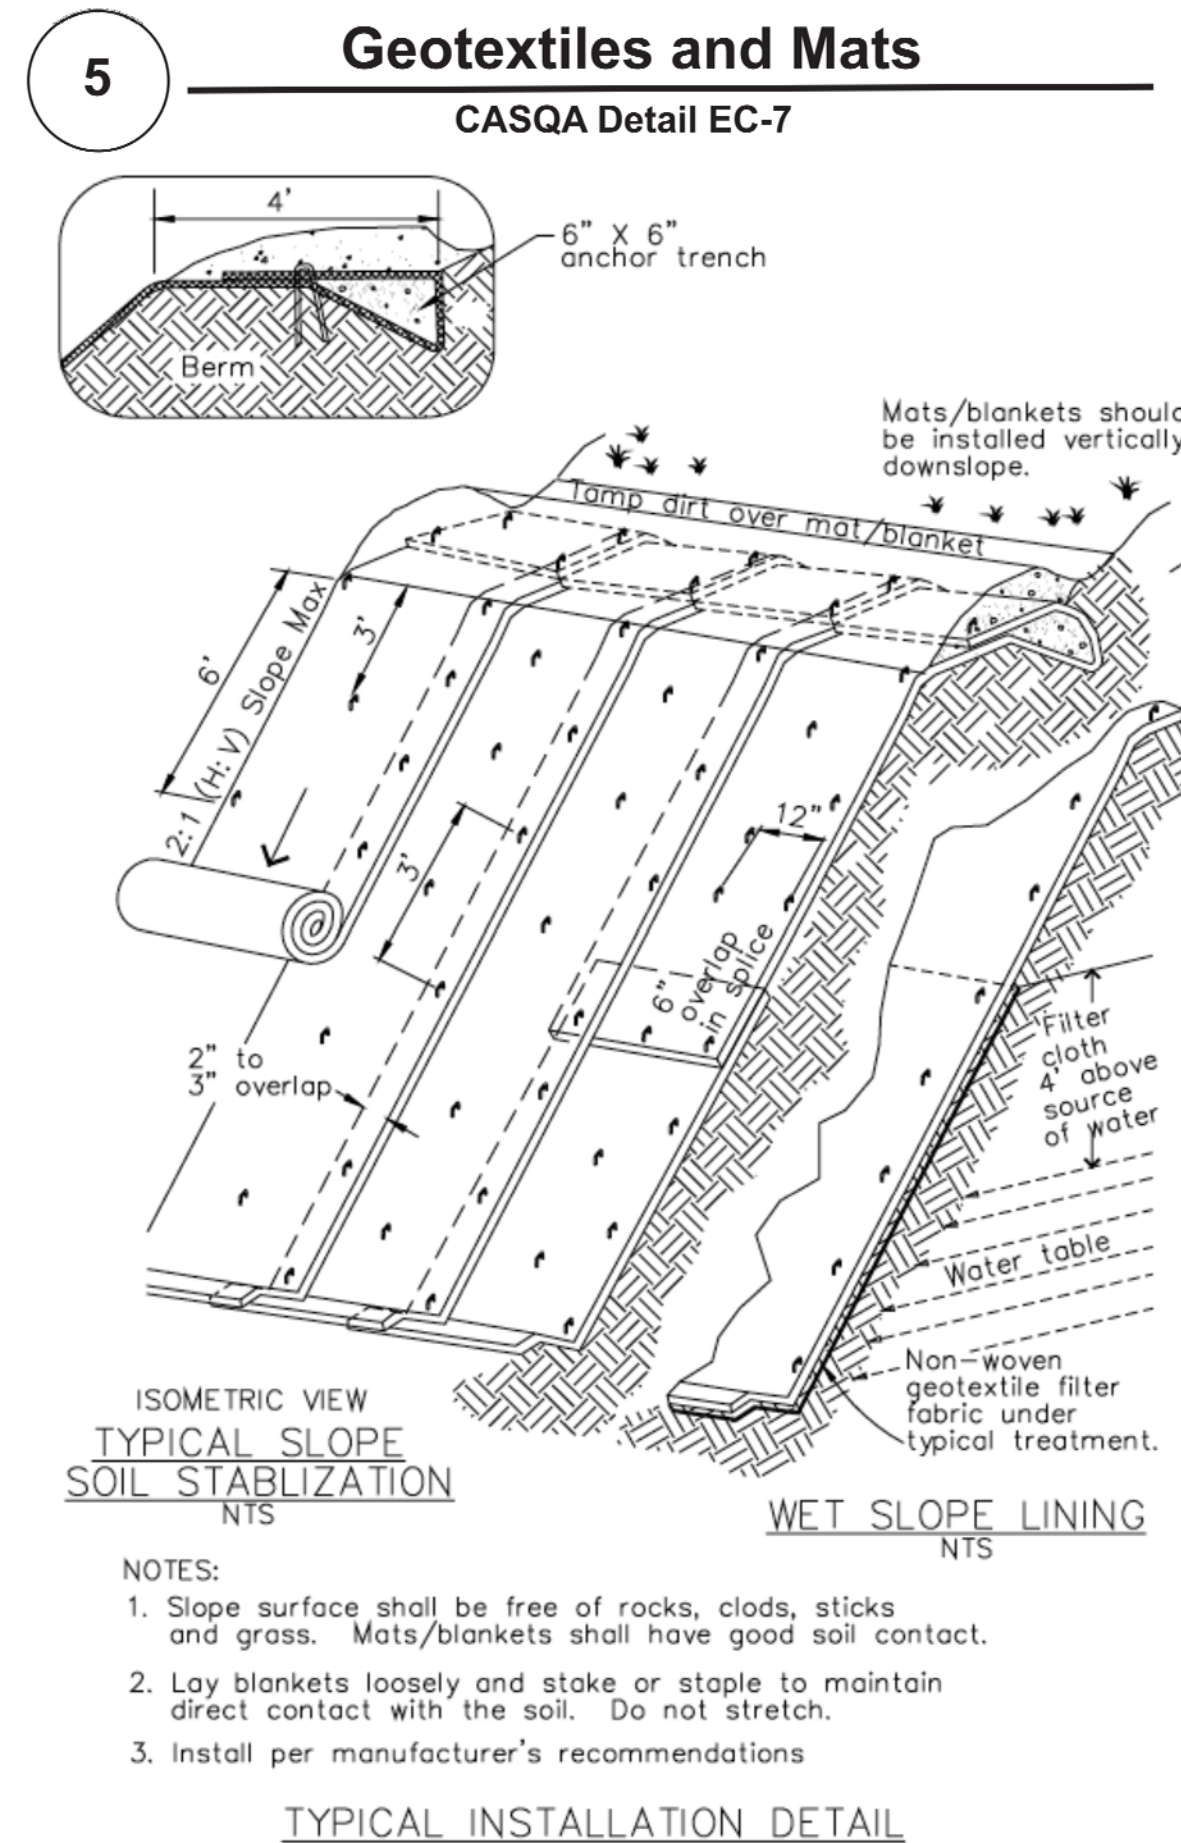 5
Geotextiles and Mats
CASQA Detail EC-7
4'
6" X 6"
anchor trench
Berm
Mats/blankets should
be installed vertically
downslope.
Tamp dirt over mat/blanket
6'
2:1 (H:V) Slope Max
3'
3'
12"
6"
overlap
in splice
2" to
3" overlap
Filter
cloth
4' above
source
of water
Water table
Non-woven
geotextile filter
fabric under
typical treatment.
ISOMETRIC VIEW
TYPICAL SLOPE
SOIL STABLIZATION
NTS
WET SLOPE LINING
NTS
NOTES:
1. Slope surface shall be free of rocks, clods, sticks
and grass. Mats/blankets shall have good soil contact.
2. Lay blankets loosely and stake or staple to maintain
direct contact with the soil. Do not stretch.
3. Install per manufacturer's recommendations
TYPICAL INSTALLATION DETAIL